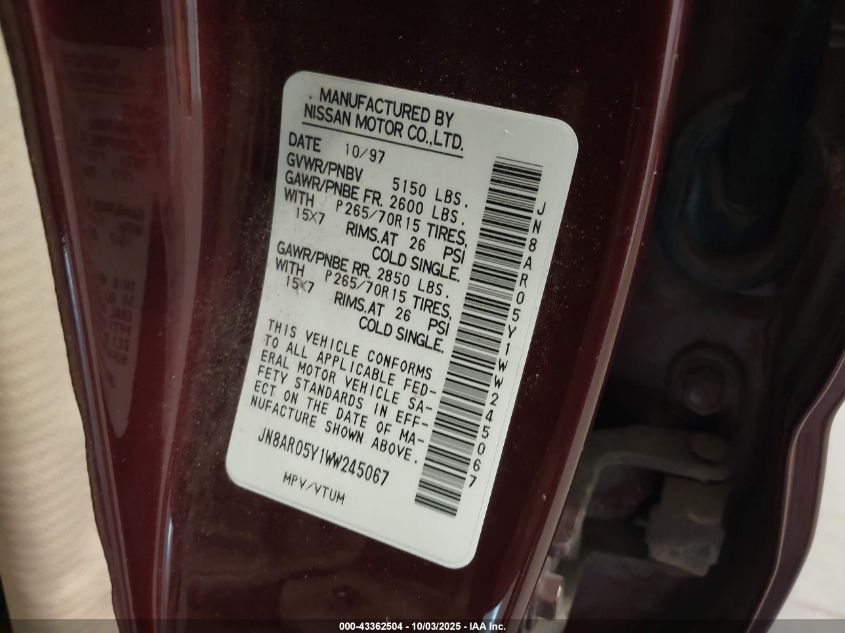 MANUFACTURED BY
NISSAN MOTOR CO.,LTD.
DATE 10/97
GVWR/PNBV 5150 LBS.
GAWR/PNBE FR. 2600 LBS.
WITH P265/70R15 TIRES,
15X7 RIMS.AT 26 PSI
COLD SINGLE.
GAWR/PNBE RR. 2850 LBS.
WITH P265/70R15 TIRES,
15X7 RIMS.AT 26 PSI
COLD SINGLE.
THIS VEHICLE CONFORMS
TO ALL APPLICABLE FED-
ERAL MOTOR VEHICLE SA-
FETY STANDARDS IN EFF-
ECT ON THE DATE OF MA-
NUFACTURE SHOWN ABOVE.
JN8AR05Y1WW245067
MPV/VTUM
JN8AR05Y1WW245067
000-43362504 - 10/03/2025 - IAA Inc.